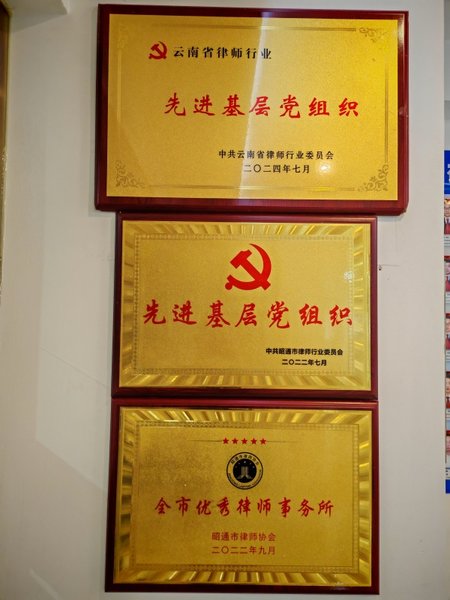 云南省律师行业
先进基层党组织
中共云南省律师行业委员会
二〇二四年七月
先进基层党组织
中共昭通市律师行业委员会
二〇二二年七月
全市优秀律师事务所
昭通市律师协会
二〇二二年九月